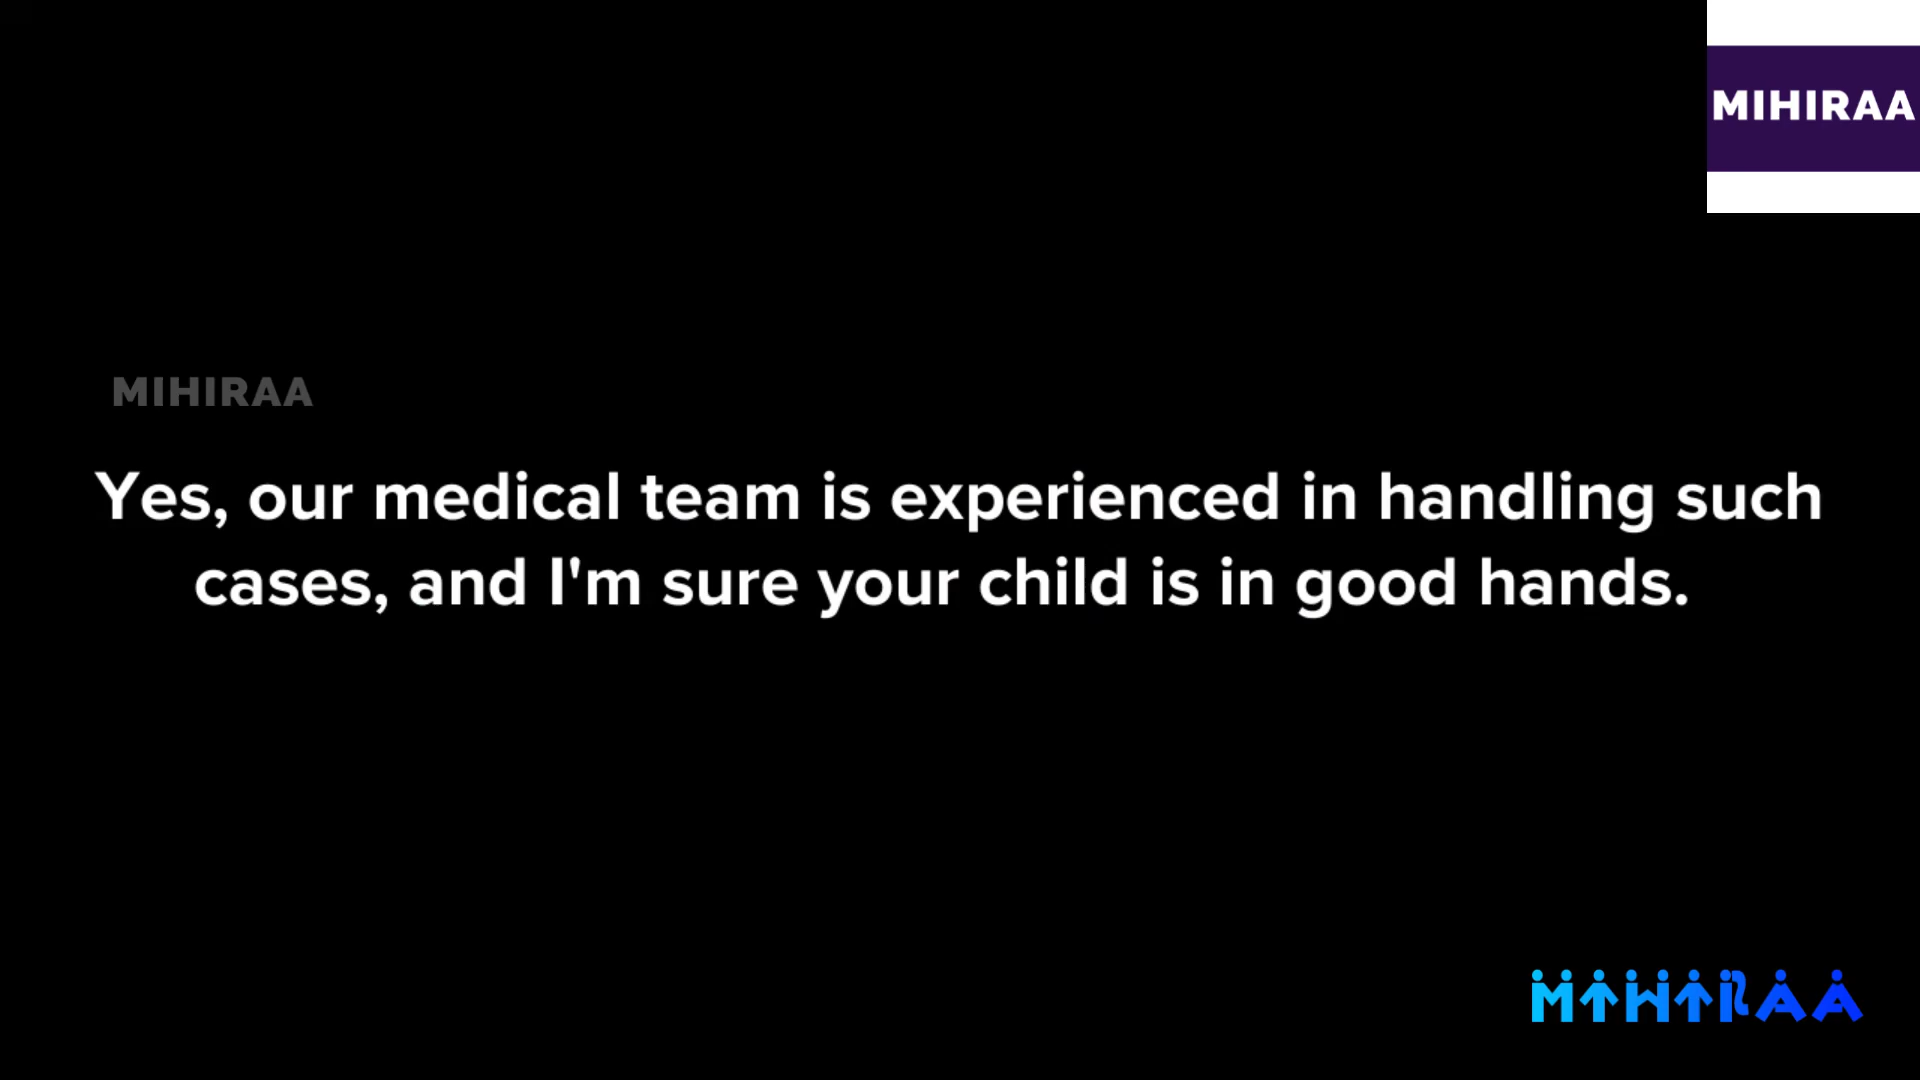 MIHIRAA
MIHIRAA
Yes, our medical team is experienced in handling such
cases, and I'm sure your child is in good hands.
MIHIRAA